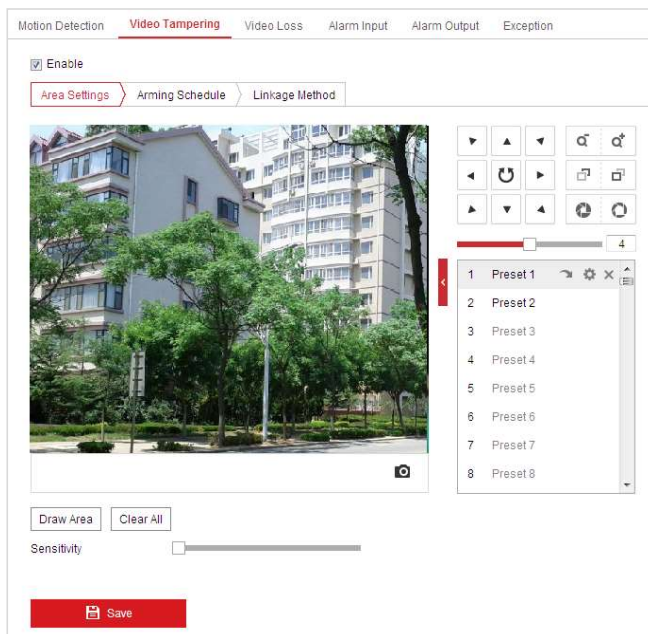 Motion Detection Video Tampering Video Loss Alarm Input Alarm Output Exception
Enable
Area Settings Arming Schedule Linkage Method
4
1 Preset 1
2 Preset 2
3 Preset 3
4 Preset 4
5 Preset 5
6 Preset 6
7 Preset 7
8 Preset 8
Draw Area Clear All
Sensitivity
Save